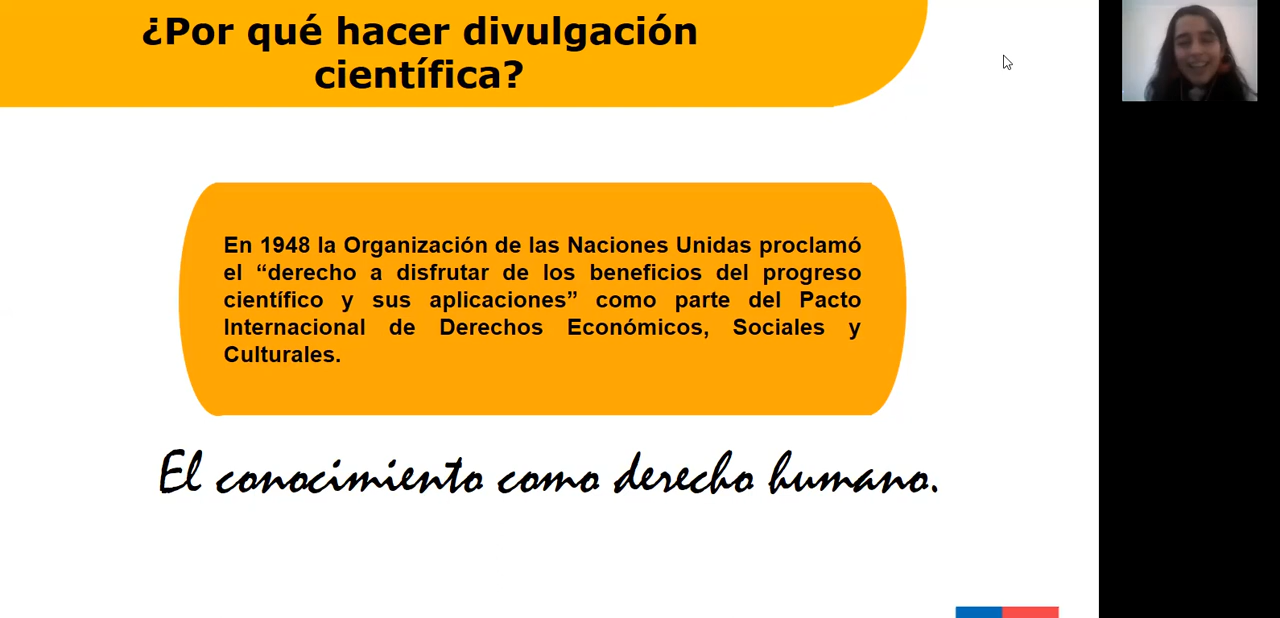 ¿Por qué hacer divulgación
científica?
En 1948 la Organización de las Naciones Unidas proclamó
el “derecho a disfrutar de los beneficios del progreso
científico y sus aplicaciones” como parte del Pacto
Internacional de Derechos Económicos, Sociales y
Culturales.
El conocimiento como derecho humano.